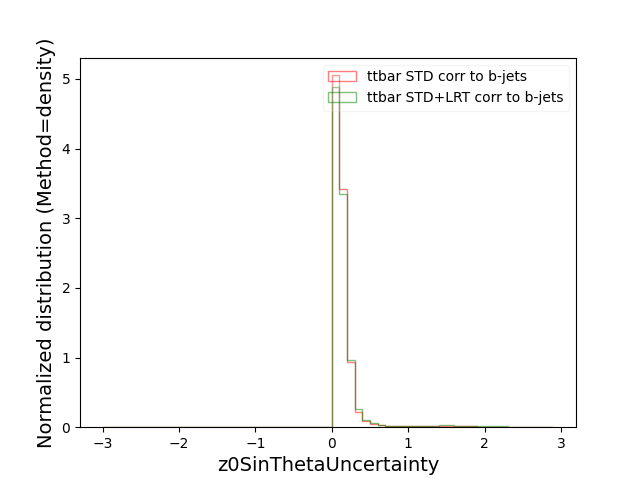 ttbar STD corr to b-jets
ttbar STD+LRT corr to b-jets
Normalized distribution (Method=density)
5
4
3
2
1
0
−3 −2 −1 0 1 2 3
z0SinThetaUncertainty